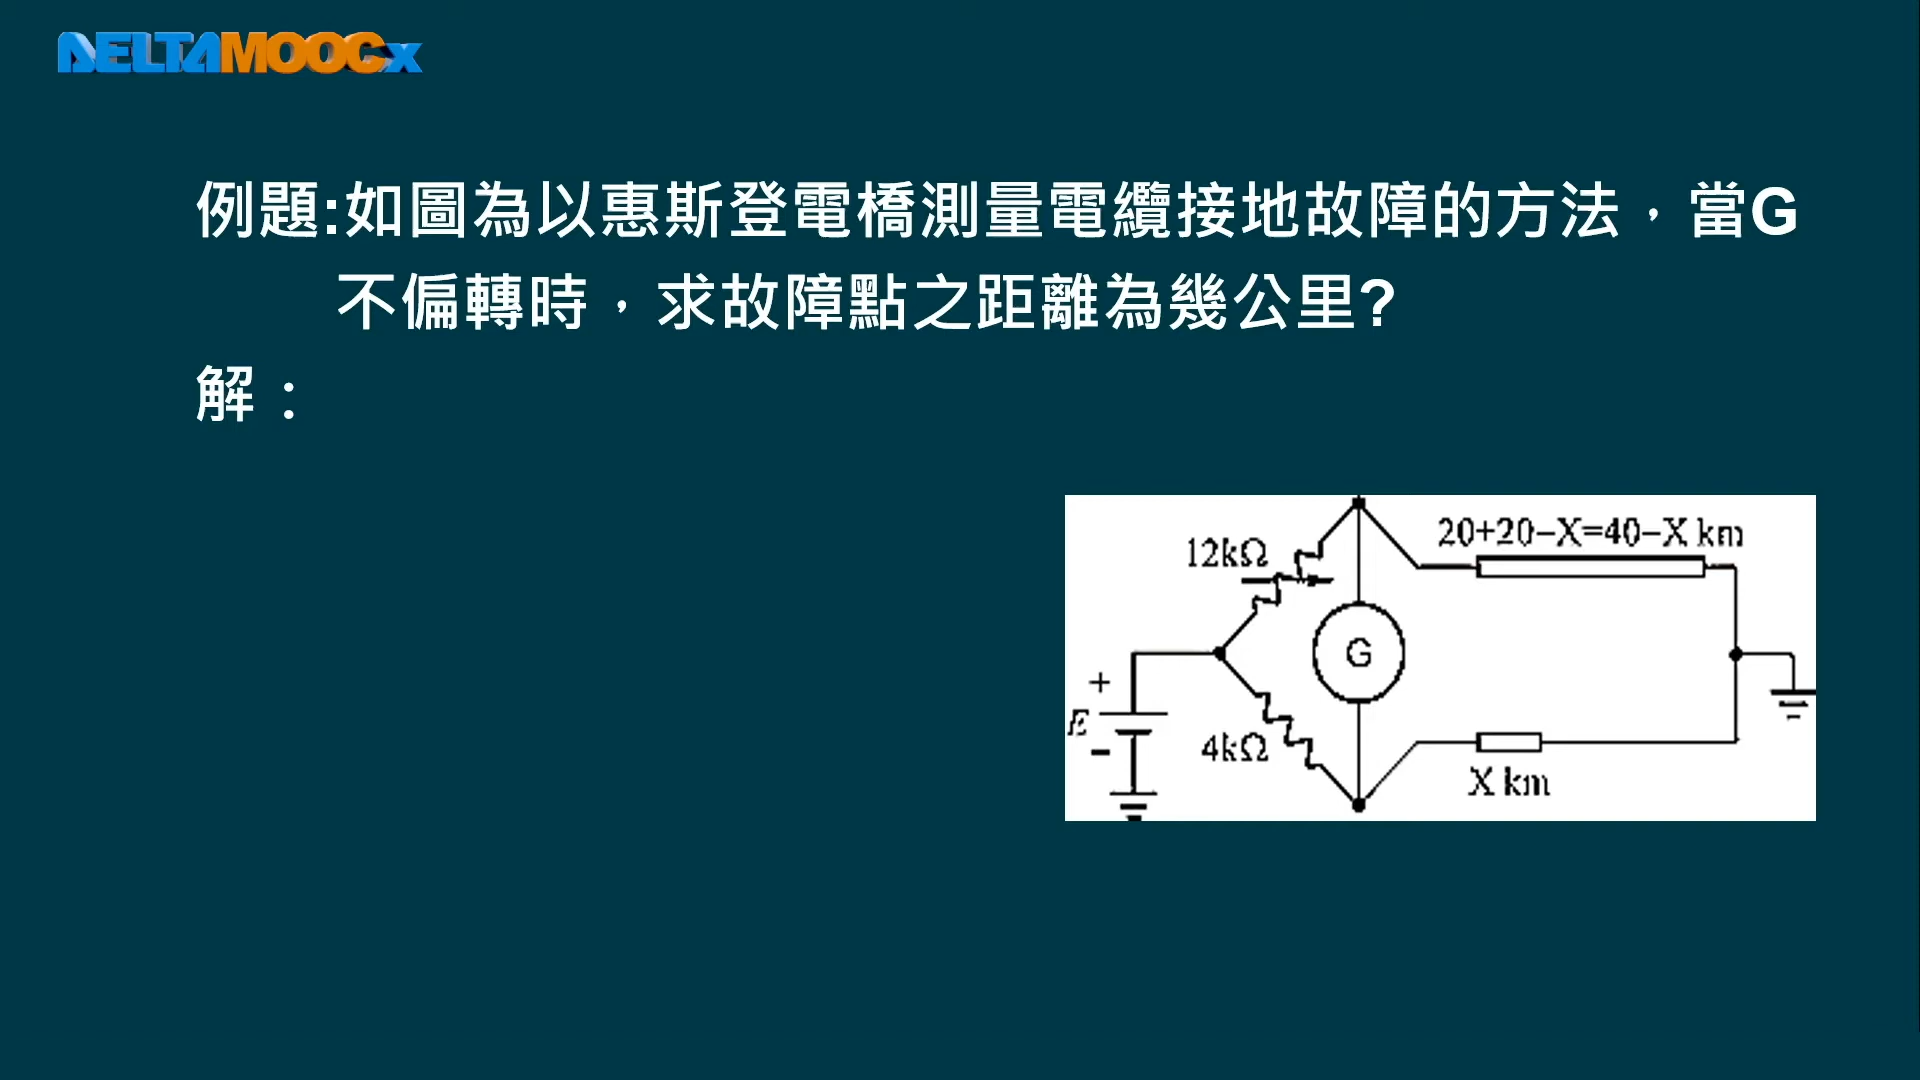 DELTAMOOCx
例題:如圖為以惠斯登電橋測量電纜接地故障的方法，當G
不偏轉時，求故障點之距離為幾公里?
解：
20+20−X=40−X km
12kΩ
G
+
E
−
4kΩ
X km